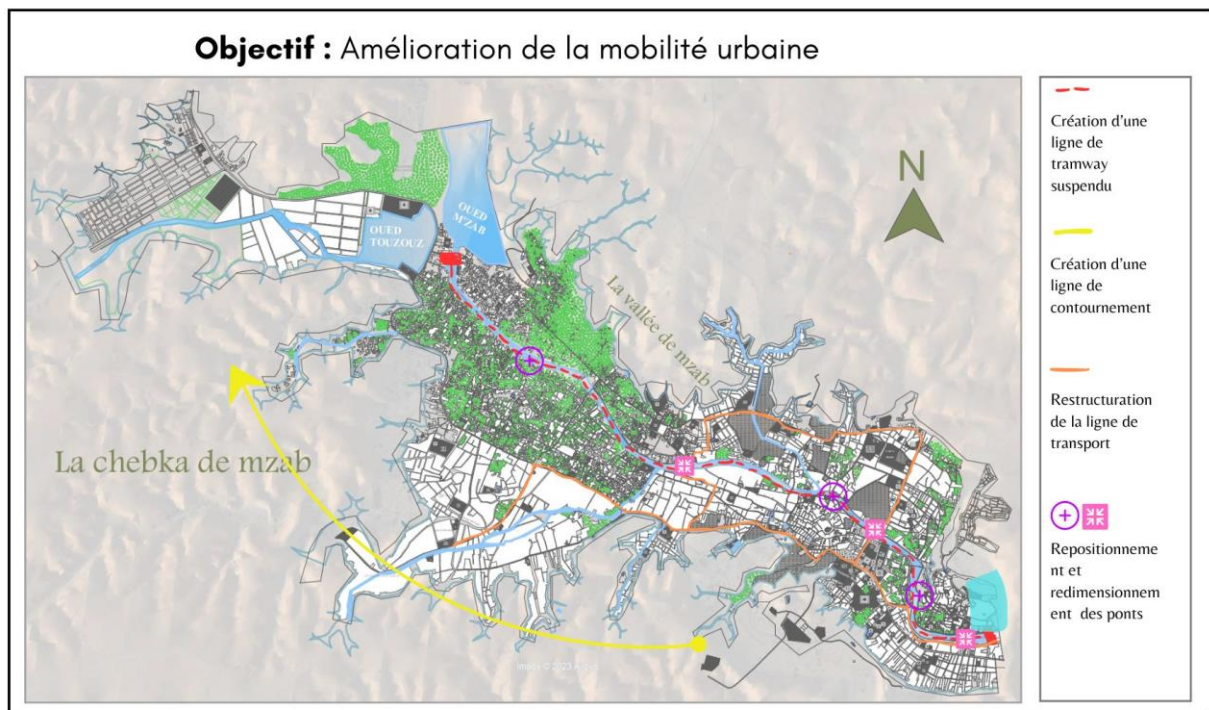 Objectif : Amélioration de la mobilité urbaine
OUED
M'ZAB
OUED
TOUZOUZ
La vallée de mzab
La chebka de mzab
N
Image © 2023
Création d'une
ligne de
tramway
suspendu
Création d'une
ligne de
contournement
Restructuration
de la ligne de
transport
Repositionneme
nt et
redimensionnem
ent des ponts